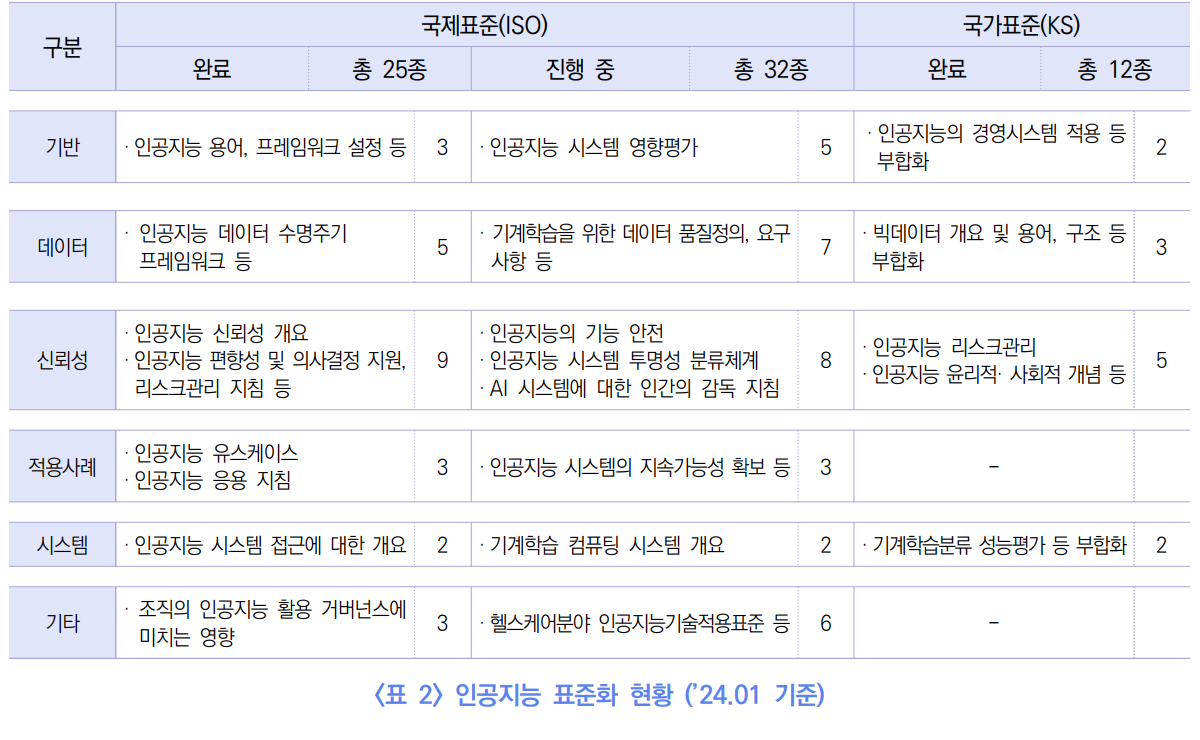 구분 국제표준(ISO) 국가표준(KS)
완료 총 25종 진행 중 총 32종 완료 총 12종
기반 · 인공지능 용어, 프레임워크 설정 등 3 · 인공지능 시스템 영향평가 5 · 인공지능의 경영시스템 적용 등
부합화 2
데이터 · 인공지능 데이터 수명주기
프레임워크 등 5
· 기계학습을 위한 데이터 품질정의, 요구
사항 등 7
· 빅데이터 개요 및 용어, 구조 등
부합화 3
신뢰성 · 인공지능 신뢰성 개요
· 인공지능 편향성 및 의사결정 지원,
리스크관리 지침 등 9
· 인공지능의 기능 안전
· 인공지능 시스템 투명성 분류체계
· AI 시스템에 대한 인간의 감독 지침 8
· 인공지능 리스크관리
· 인공지능 윤리적· 사회적 개념 등 5
적용사례 · 인공지능 유스케이스
· 인공지능 응용 지침 3
· 인공지능 시스템의 지속가능성 확보 등 3
–
시스템 · 인공지능 시스템 접근에 대한 개요 2 · 기계학습 컴퓨팅 시스템 개요 2 · 기계학습분류 성능평가 등 부합화 2
기타 · 조직의 인공지능 활용 거버넌스에
미치는 영향 3
· 헬스케어분야 인공지능기술적용표준 등 6
–
〈표 2〉 인공지능 표준화 현황 (’24.01 기준)